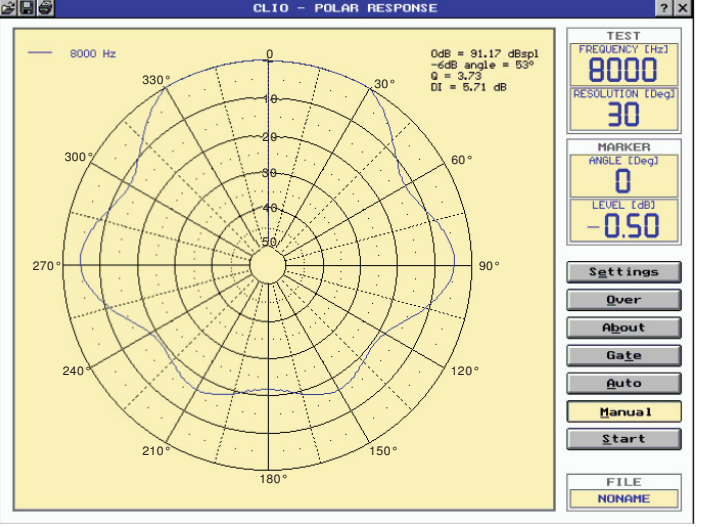 CLIO - POLAR RESPONSE
? ×
8000 Hz
0dB = 91.17 dBspl
-6dB angle = 53°
Q = 3.73
DI = 5.71 dB
0
330°
30°
10
300°
60°
20
30
40
50
270°
90°
240°
120°
210°
150°
180°
TEST
FREQUENCY [Hz]
8000
RESOLUTION [Deg]
30
MARKER
ANGLE [Deg]
0
LEVEL [dB]
-0.50
Settings
Over
About
Gate
Auto
Manual
Start
FILE
NONAME